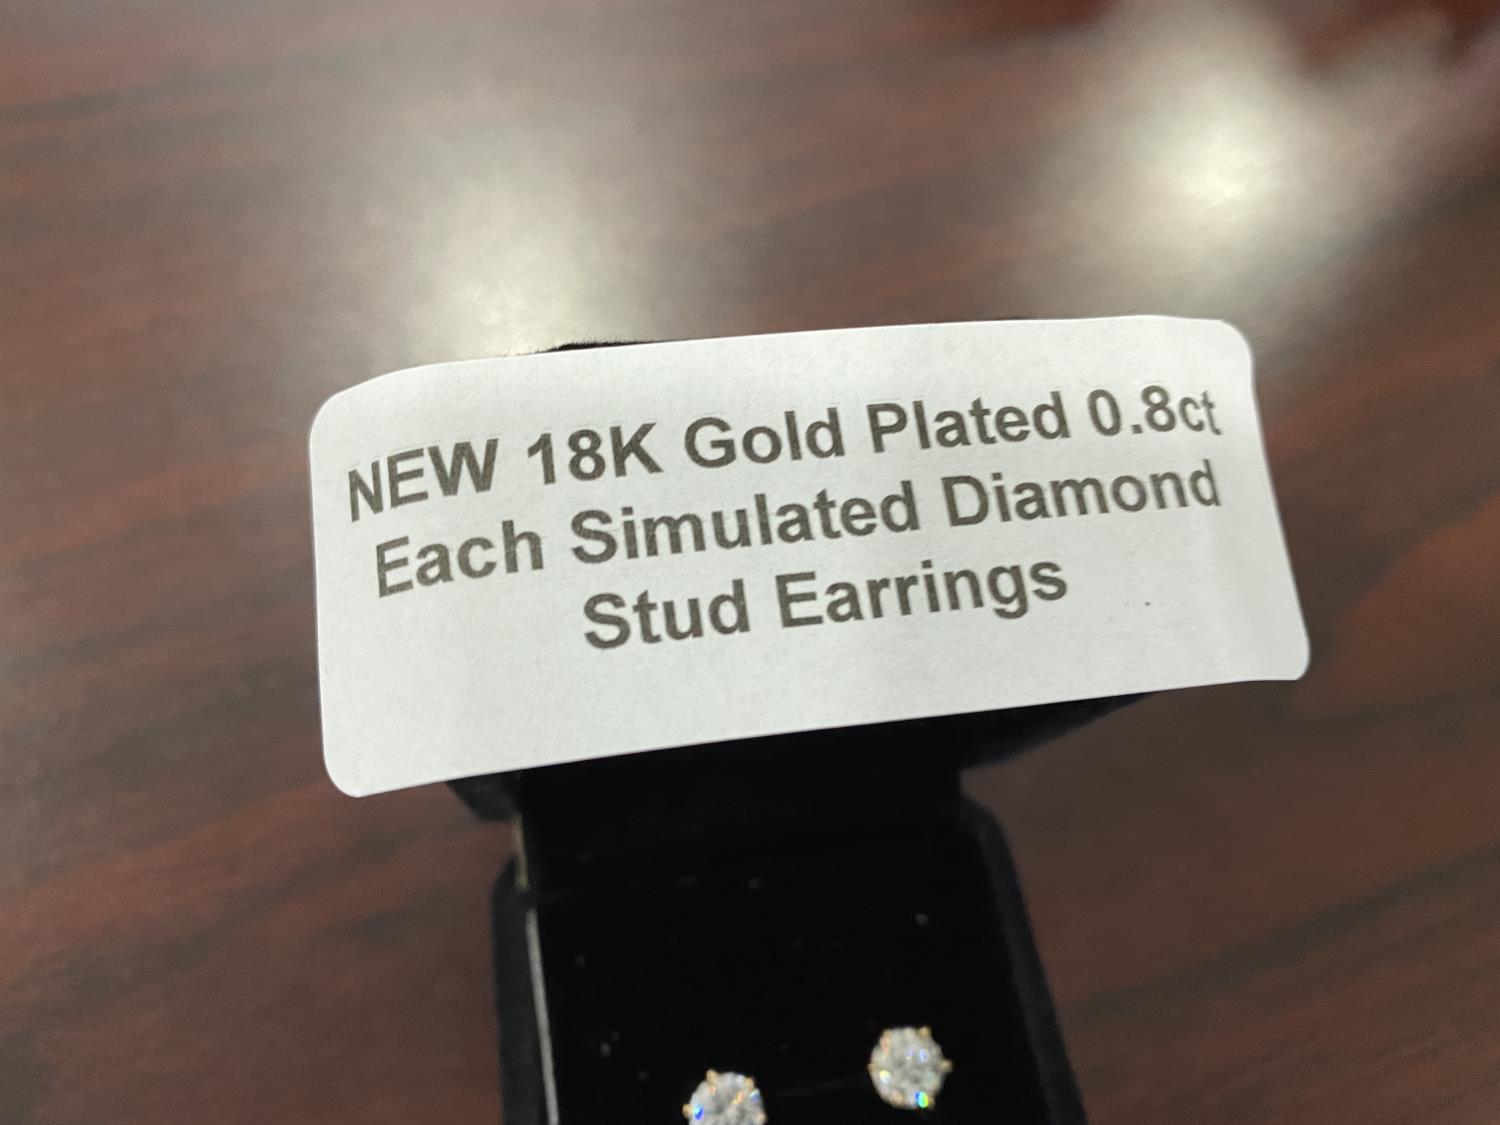 NEW 18K Gold Plated 0.8ct
Each Simulated Diamond
Stud Earrings